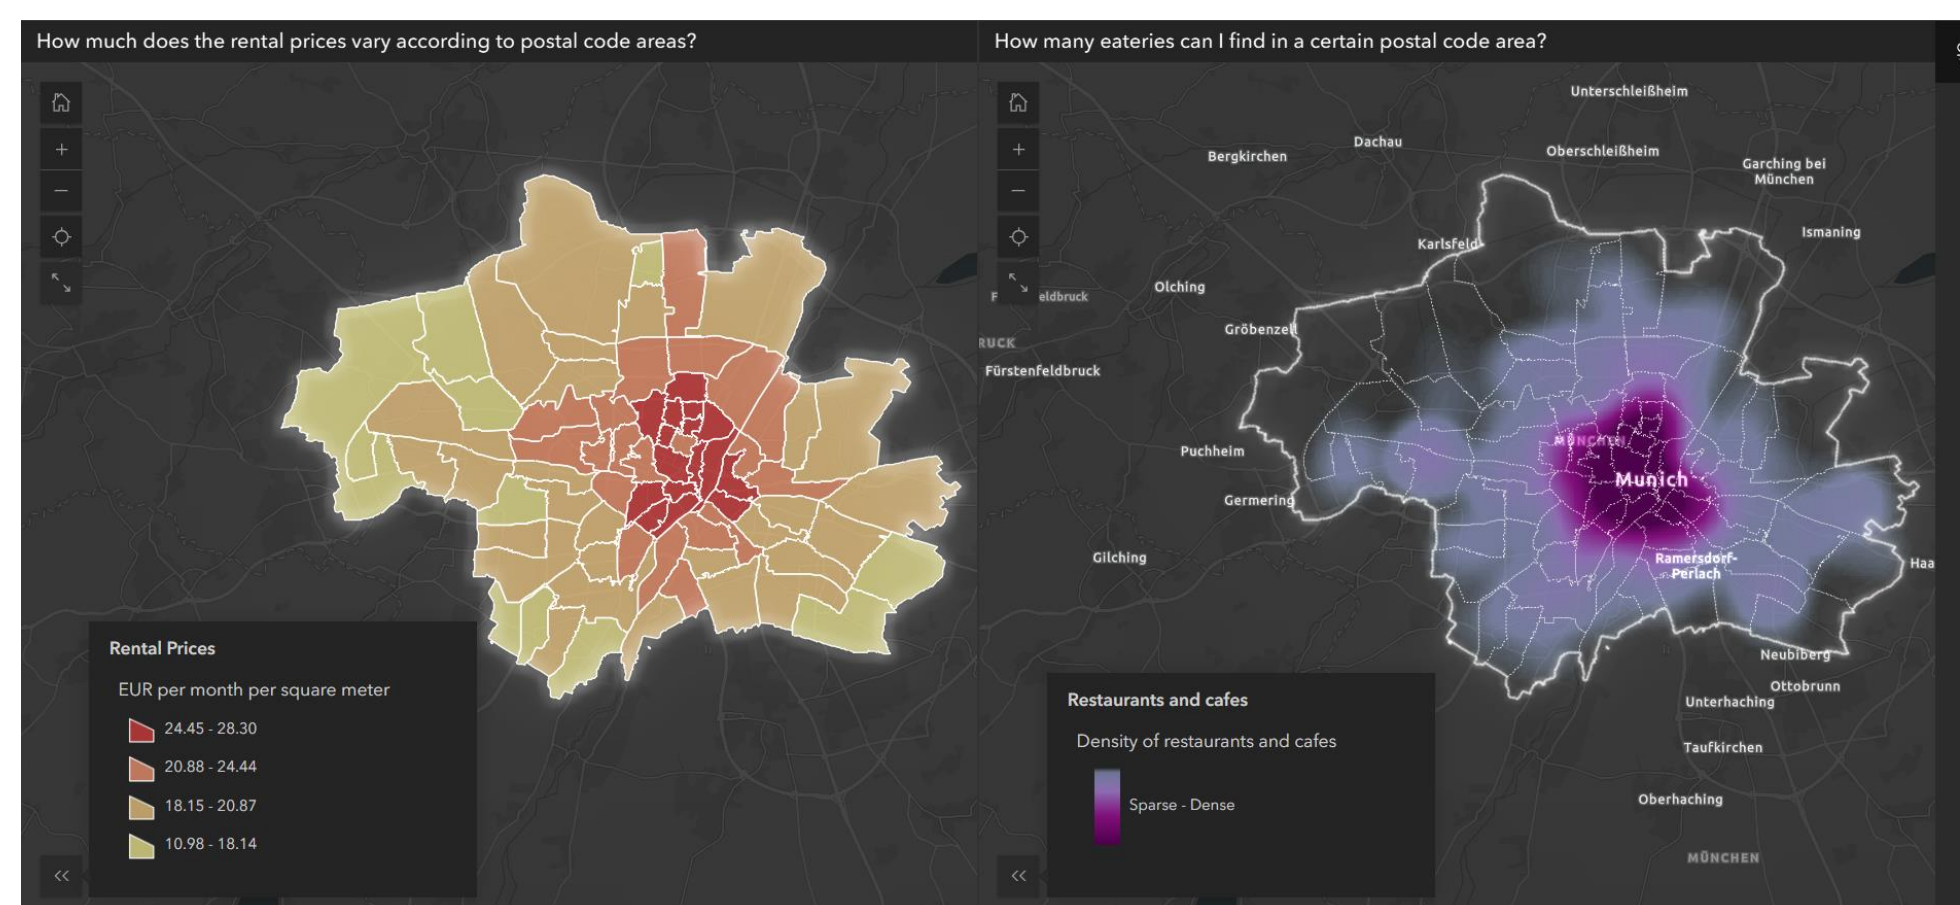 How much does the rental prices vary according to postal code areas?
Rental Prices
EUR per month per square meter
24.45 - 28.30
20.88 - 24.44
18.15 - 20.87
10.98 - 18.14
How many eateries can I find in a certain postal code area?
Unterschleißheim
Dachau
Bergkirchen
Oberschleißheim
Garching bei
München
Ismaning
Karlsfeld
Olching
eldbruck
Gröbenzell
RUCK
Fürstenfeldbruck
MÜNCHEN
Puchheim
Munich
Germering
Gilching
Ramersdorf-
Perlach
Haa
Neubiberg
Ottobrunn
Unterhaching
Taufkirchen
Oberhaching
MÜNCHEN
Restaurants and cafes
Density of restaurants and cafes
Sparse - Dense